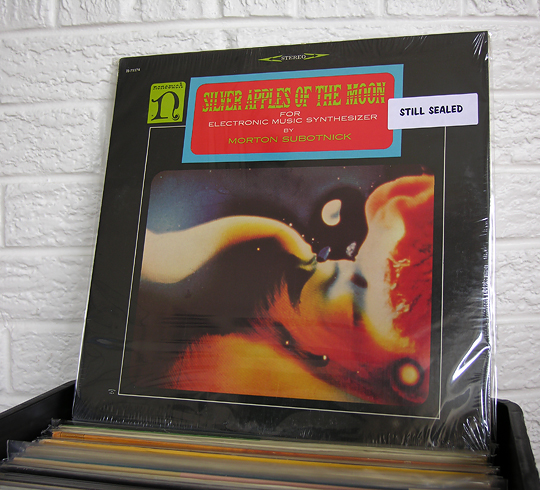 STEREO
nonesuch
n
SILVER APPLES OF THE MOON
FOR
ELECTRONIC MUSIC SYNTHESIZER
BY
MORTON SUBOTNICK
STILL SEALED